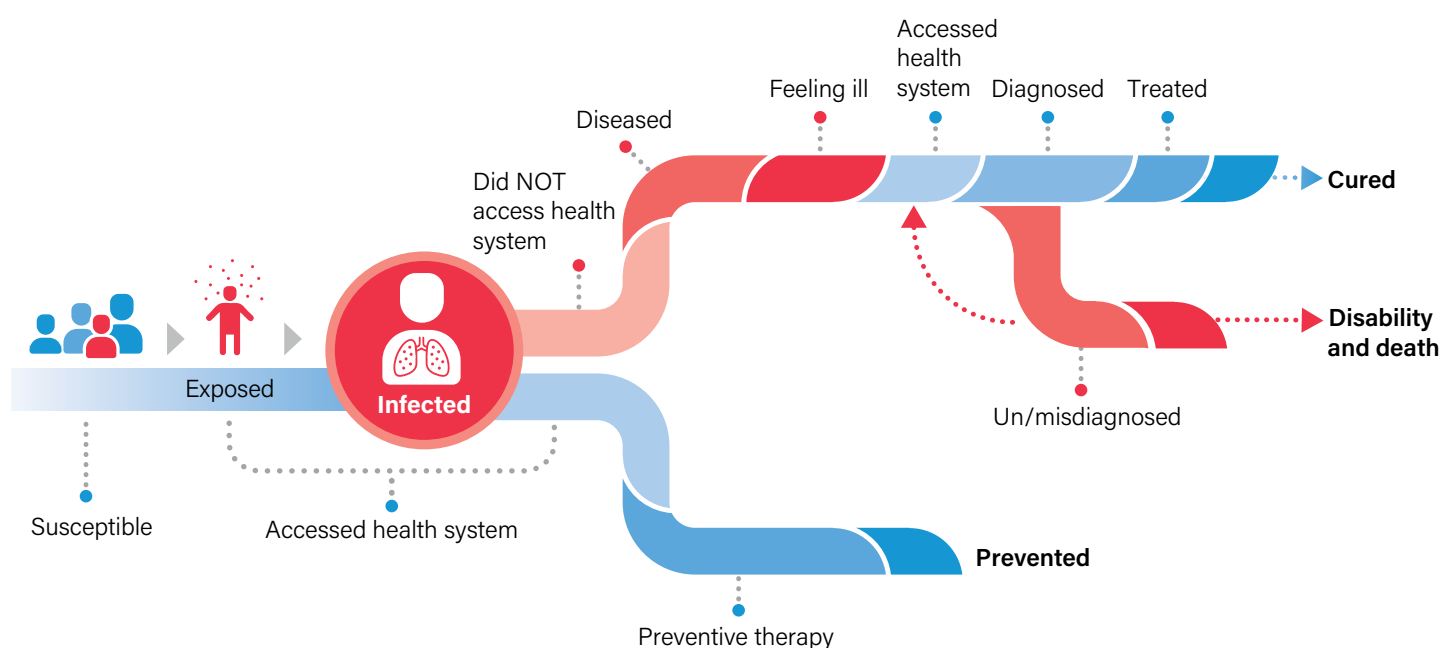 Accessed
health
system
Feeling ill
Diagnosed
Treated
Diseased
Did NOT
access health
system
Cured
Disability
and death
Exposed
Infected
Un/misdiagnosed
Susceptible
Accessed health system
Prevented
Preventive therapy